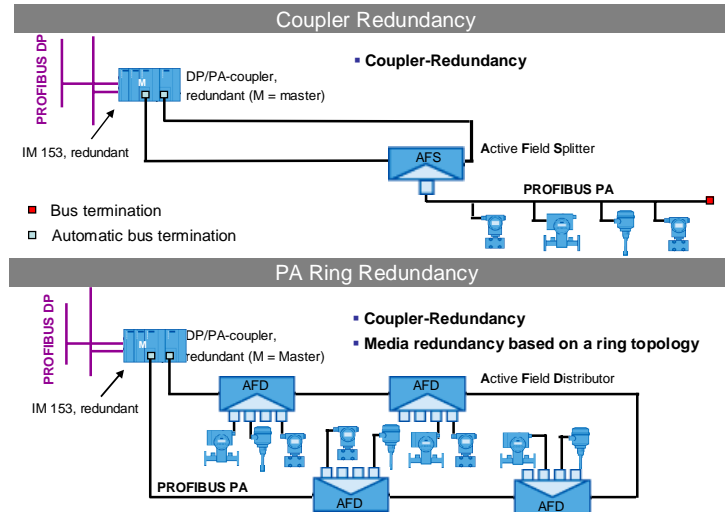 Coupler Redundancy
PROFIBUS DP
M
DP/PA-coupler,
redundant (M = master)
▪ Coupler-Redundancy
IM 153, redundant
AFS
Active Field Splitter
PROFIBUS PA
Bus termination
Automatic bus termination
PA Ring Redundancy
PROFIBUS DP
M
DP/PA-coupler,
redundant (M = Master)
▪ Coupler-Redundancy
▪ Media redundancy based on a ring topology
IM 153, redundant
AFD
AFD
Active Field Distributor
PROFIBUS PA
AFD
AFD